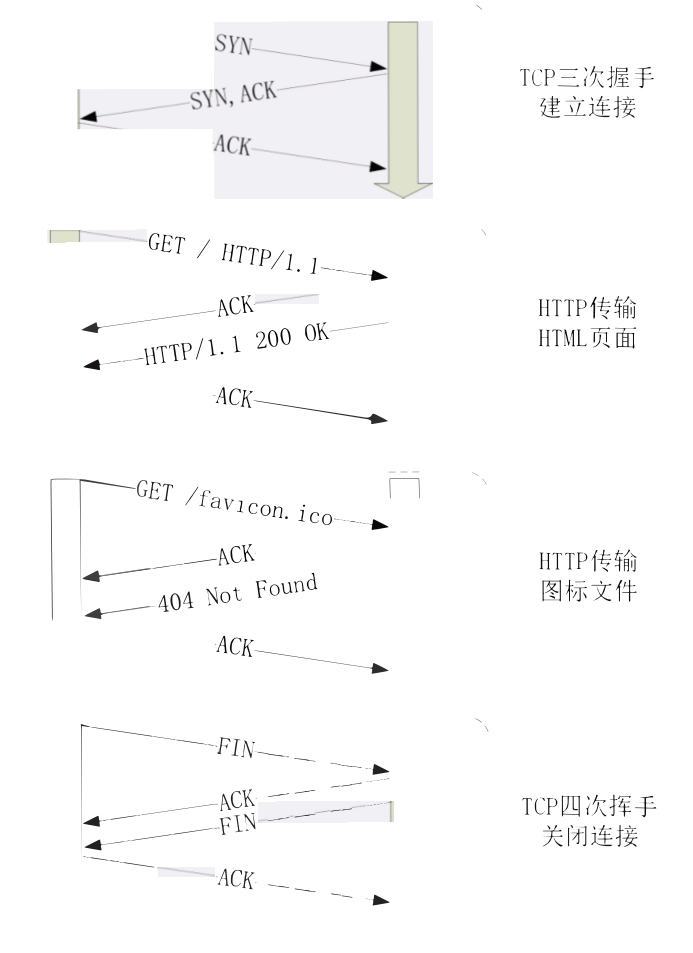 SYN
SYN,ACK
ACK
TCP三次握手
建立连接
GET / HTTP/1.1
ACK
HTTP/1.1 200 OK
ACK
HTTP传输
HTML页面
GET /favicon.ico
ACK
404 Not Found
ACK
HTTP传输
图标文件
FIN
ACK
FIN
ACK
TCP四次挥手
关闭连接